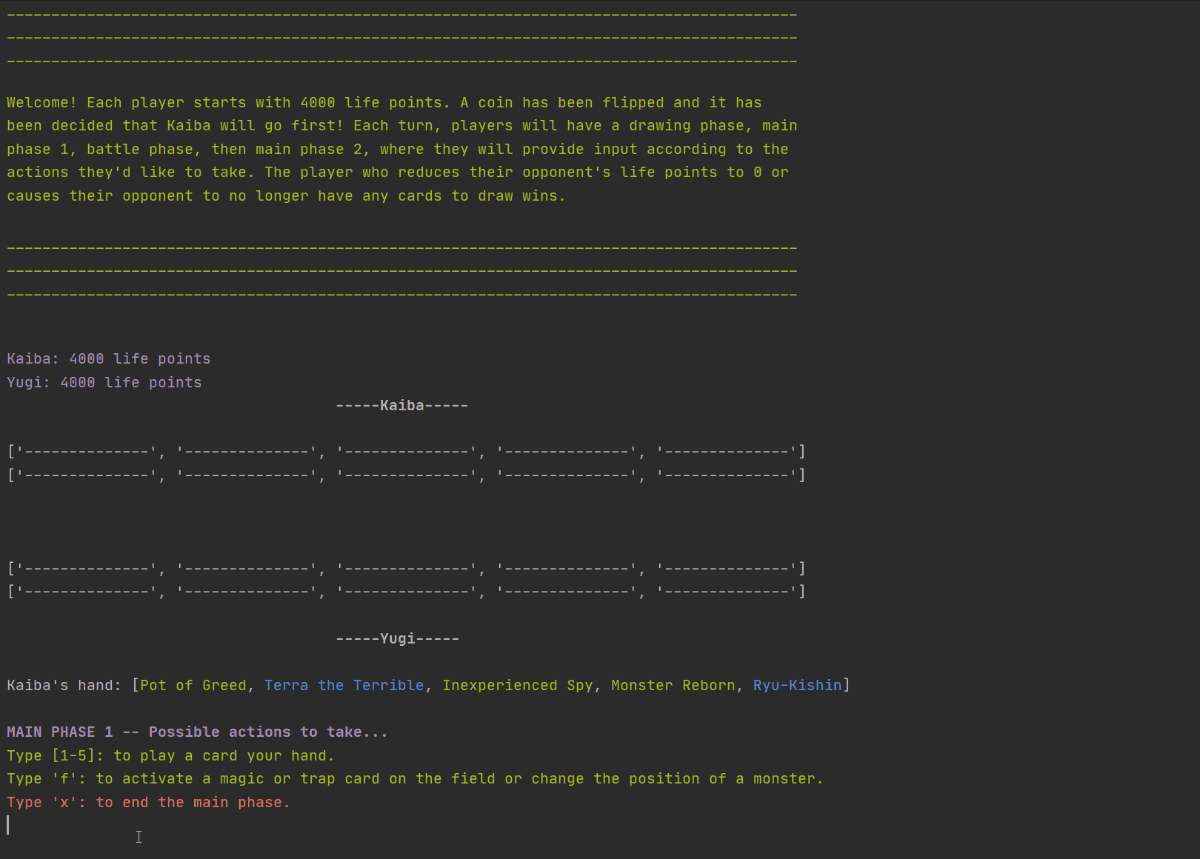 -----------------------------------------------------------------------------------------
-----------------------------------------------------------------------------------------
-----------------------------------------------------------------------------------------
Welcome! Each player starts with 4000 life points. A coin has been flipped and it has
been decided that Kaiba will go first! Each turn, players will have a drawing phase, main
phase 1, battle phase, then main phase 2, where they will provide input according to the
actions they'd like to take. The player who reduces their opponent's life points to 0 or
causes their opponent to no longer have any cards to draw wins.
-----------------------------------------------------------------------------------------
-----------------------------------------------------------------------------------------
-----------------------------------------------------------------------------------------
Kaiba: 4000 life points
Yugi: 4000 life points
-----Kaiba-----
['--------------', '--------------', '--------------', '--------------', '--------------']
['--------------', '--------------', '--------------', '--------------', '--------------']
['--------------', '--------------', '--------------', '--------------', '--------------']
['--------------', '--------------', '--------------', '--------------', '--------------']
-----Yugi-----
Kaiba's hand: [Pot of Greed, Terra the Terrible, Inexperienced Spy, Monster Reborn, Ryu-Kishin]
MAIN PHASE 1 -- Possible actions to take...
Type [1-5]: to play a card your hand.
Type 'f': to activate a magic or trap card on the field or change the position of a monster.
Type 'x': to end the main phase.